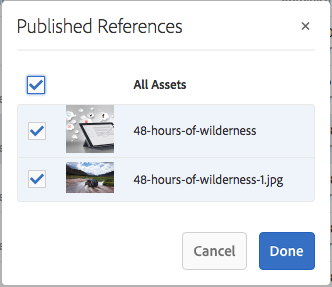 Published References
All Assets
48-hours-of-wilderness
48-hours-of-wilderness-1.jpg
Cancel
Done